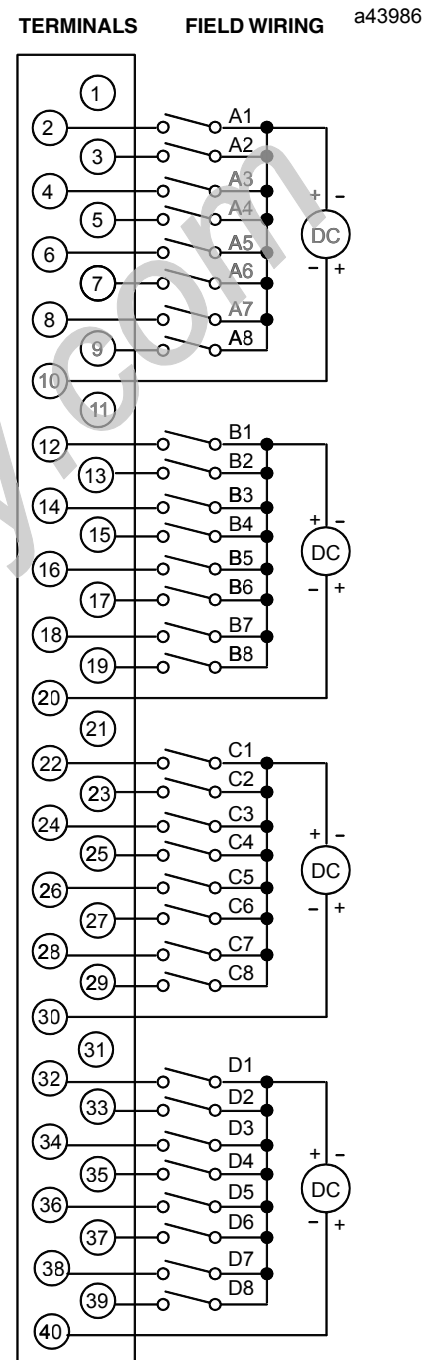 TERMINALS FIELD WIRING a43986
1
2 A1
3 A2
4 A3
+ –
5 A4
DC
6 A5
– +
7 A6
8 A7
9 A8
10
11
12 B1
13 B2
14 B3
+ –
15 B4
DC
16 B5
– +
17 B6
18 B7
19 B8
20
21
22 C1
23 C2
24 C3
+ –
25 C4
DC
26 C5
– +
27 C6
28 C7
29 C8
30
31
32 D1
33 D2
34 D3
+ –
35 D4
DC
36 D5
– +
37 D6
38 D7
39 D8
40
y.com